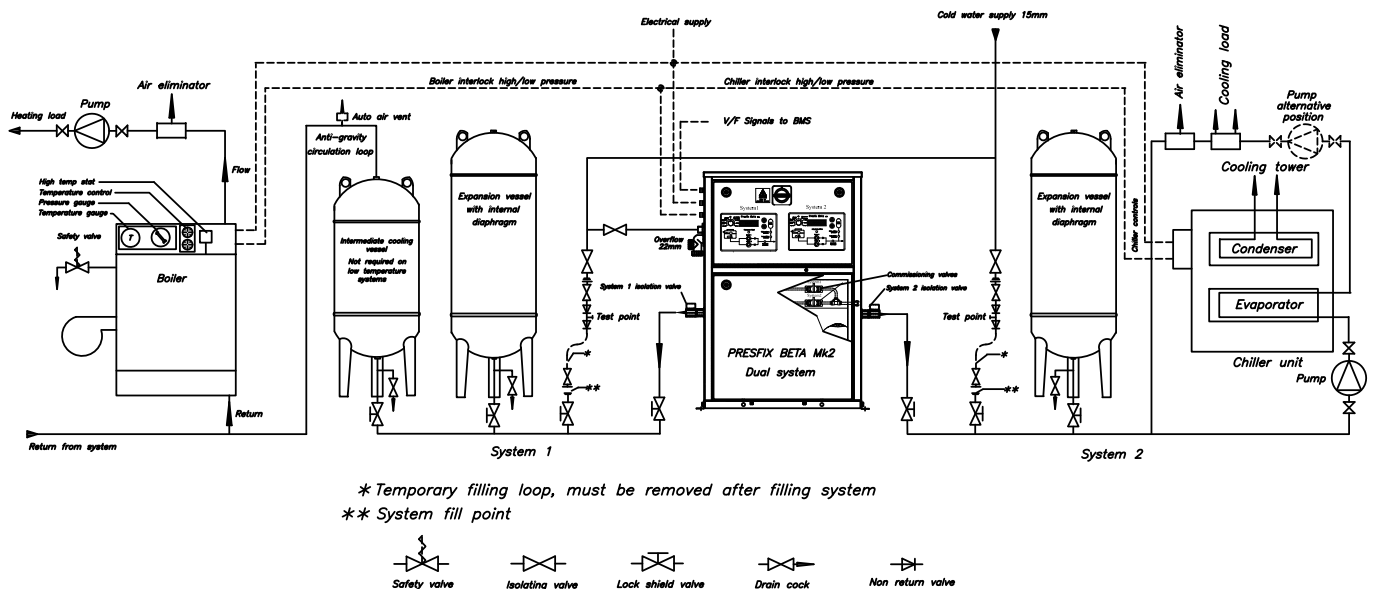 Electrical supply
Cold water supply 15mm
Boiler interlock high/low pressure
Chiller interlock high/low pressure
Air eliminator
Pump
Heating load
Auto air vent
Anti-gravity
circulation loop
V/F Signals to BMS
Air eliminator
Cooling load
Pump
alternative
position
Flow
Cooling tower
High temp stat
Temperature control
Pressure gauge
Temperature gauge
Safety valve
T
Boiler
Intermediate cooling
vessel
Not required on
low temperature
systems
Expansion vessel
with internal
diaphragm
Overflow
22mm
System 1
System 2
Expansion vessel
with internal
diaphragm
Chiller controls
Condenser
Evaporator
Chiller unit
Pump
System 1 isolation valve
Commissioning valves
System 2 isolation valve
Test point
Test point
*
**
*
**
PRESFIX BETA Mk2
Dual system
Return
Return from system
System 1
System 2
* Temporary filling loop, must be removed after filling system
** System fill point
Safety valve
Isolating valve
Lock shield valve
Drain cock
Non return valve